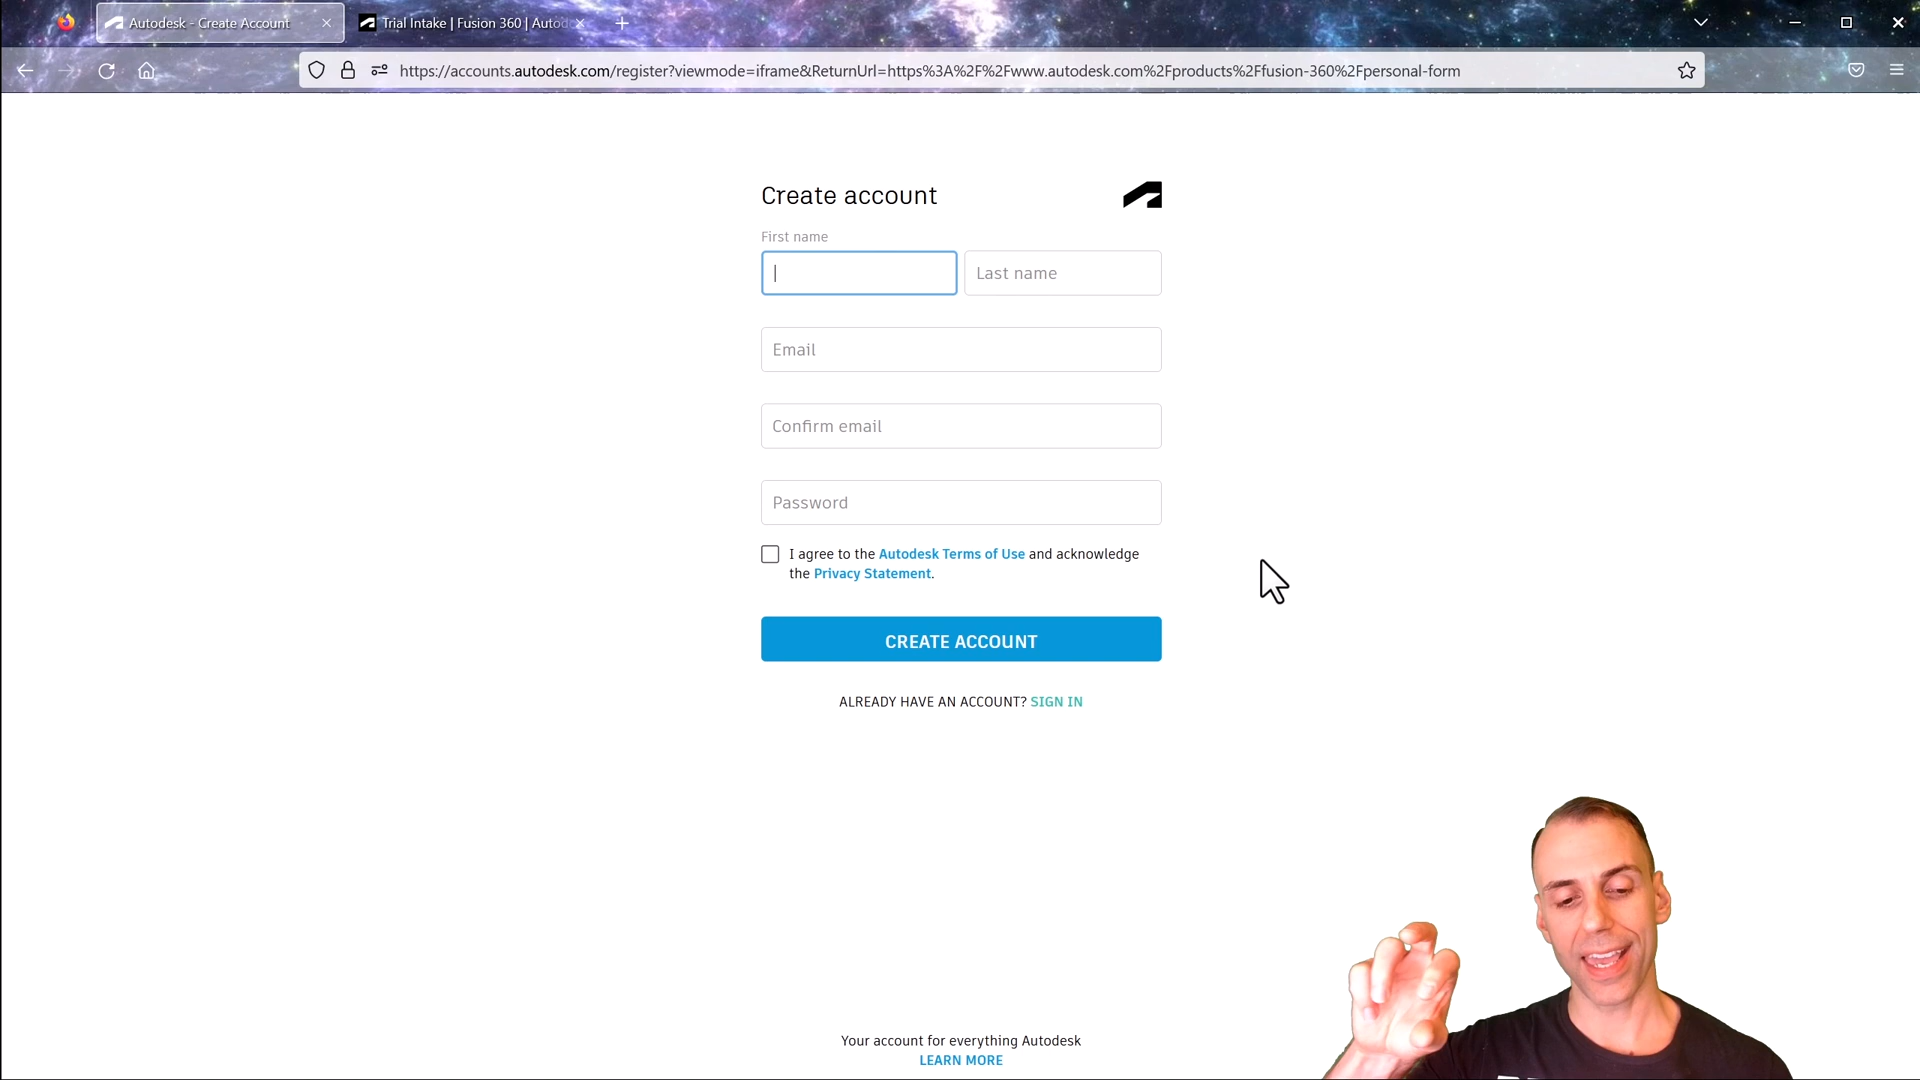 Autodesk - Create Account
Trial Intake | Fusion 360 | Autod
https://accounts.autodesk.com/register?viewmode=iframe&ReturnUrl=https%3A%2F%2Fwww.autodesk.com%2Fproducts%2Ffusion-360%2Fpersonal-form
Create account
First name
Last name
Email
Confirm email
Password
I agree to the Autodesk Terms of Use and acknowledge
the Privacy Statement.
CREATE ACCOUNT
ALREADY HAVE AN ACCOUNT? SIGN IN
Your account for everything Autodesk
LEARN MORE